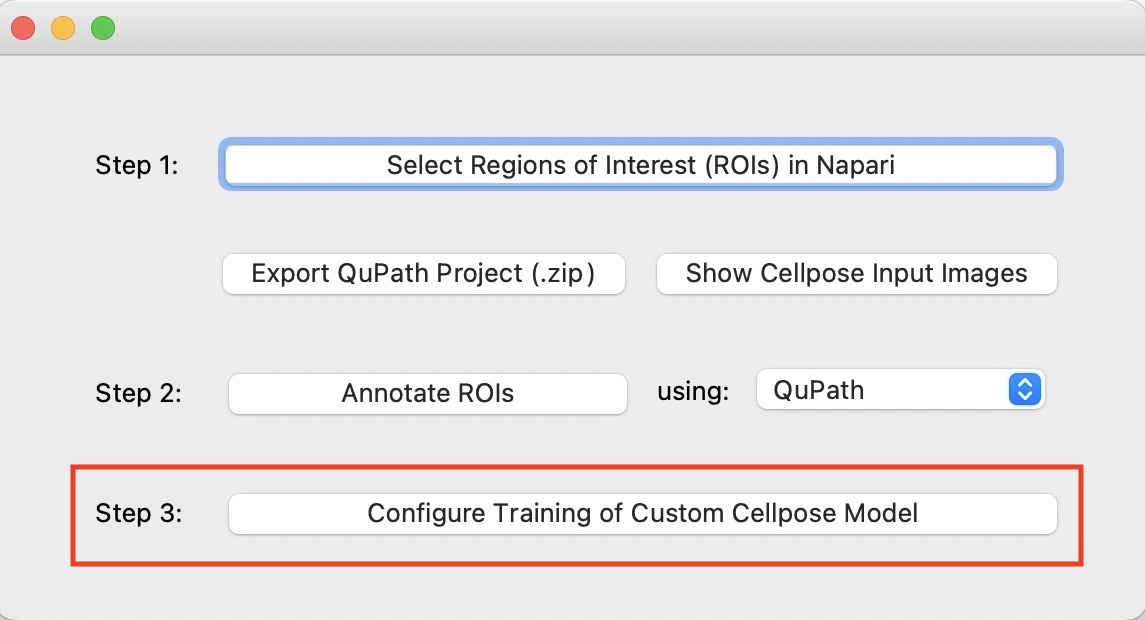 Step 1: Select Regions of Interest (ROIs) in Napari
Export QuPath Project (.zip) Show Cellpose Input Images
Step 2: Annotate ROIs using: QuPath
Step 3: Configure Training of Custom Cellpose Model